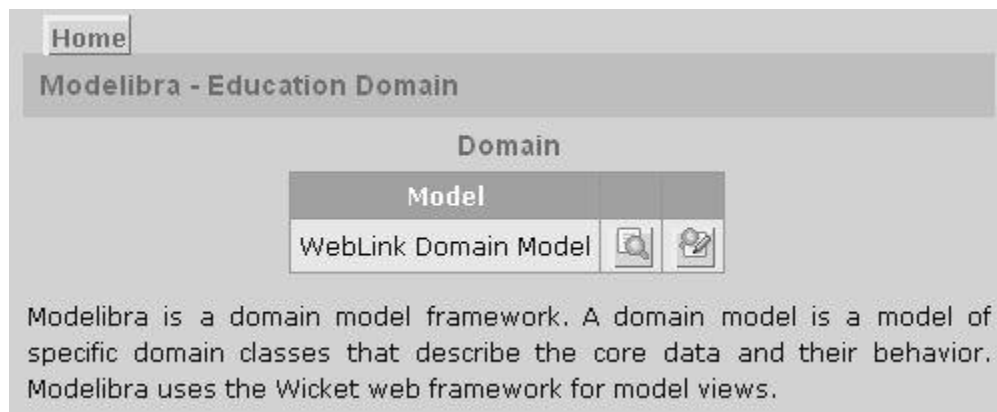 Home
Modelibra - Education Domain
Domain
Model
WebLink Domain Model
Modelibra is a domain model framework. A domain model is a model of
specific domain classes that describe the core data and their behavior.
Modelibra uses the Wicket web framework for model views.